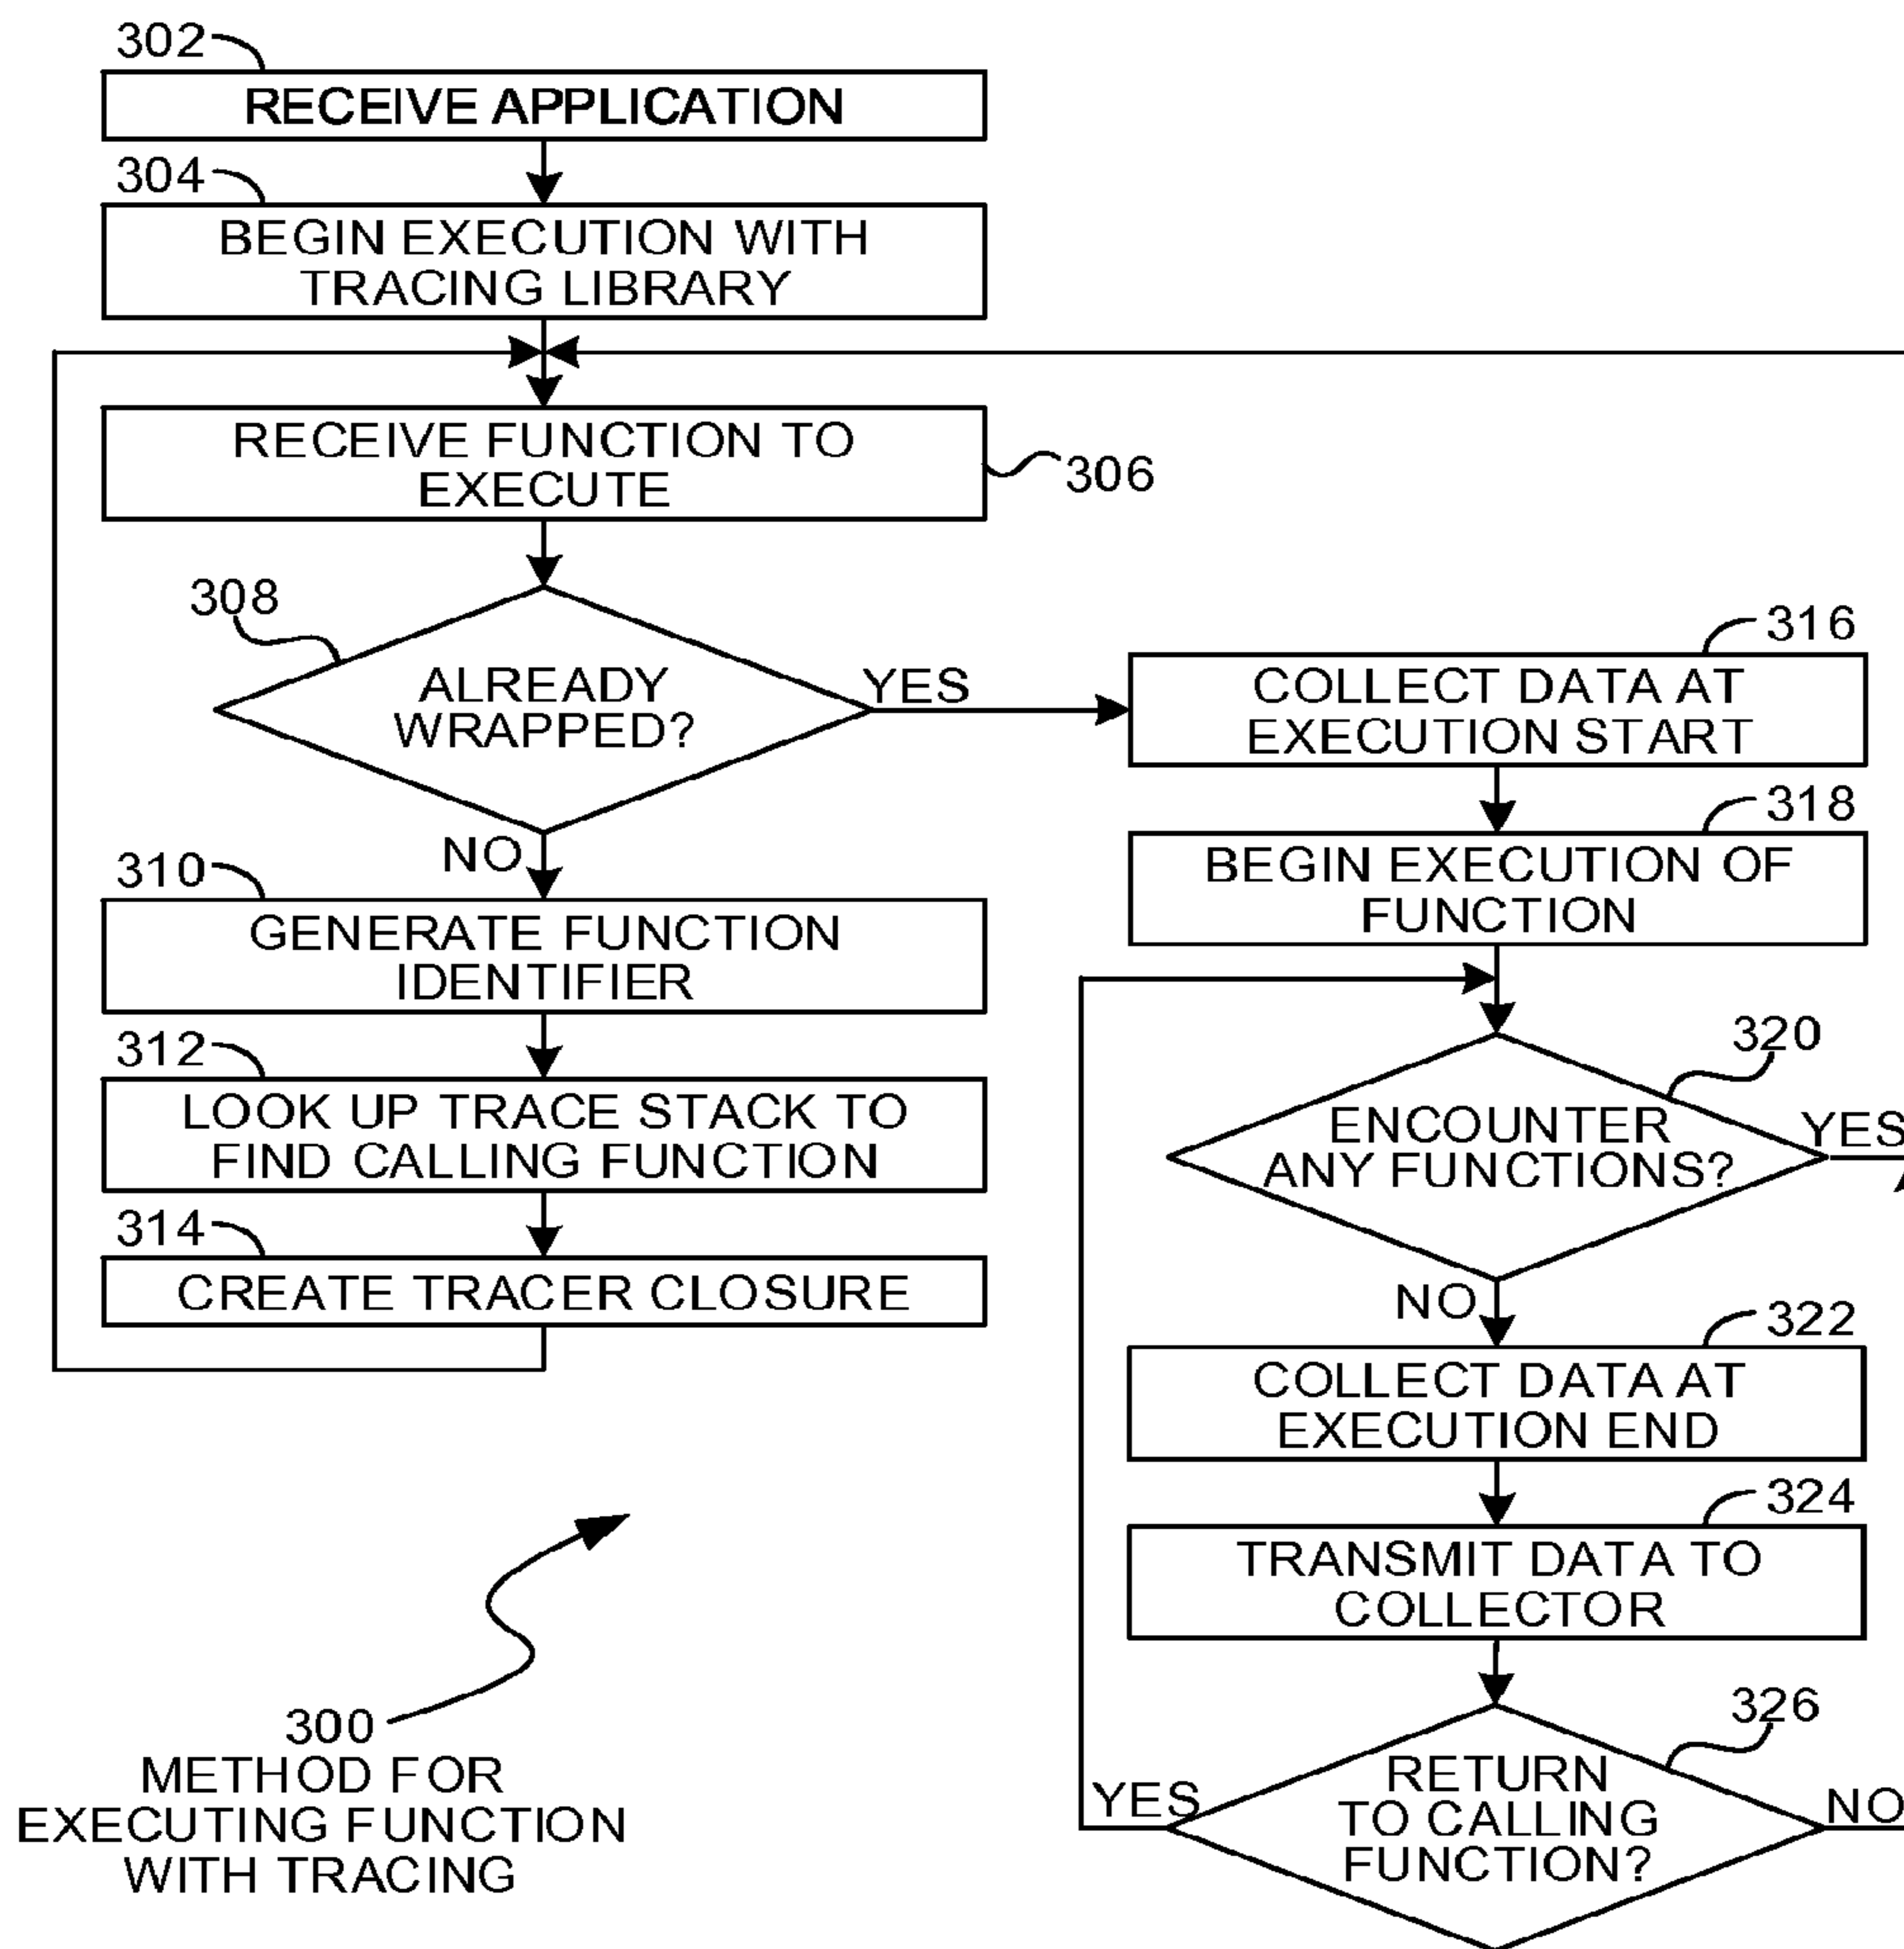 302
RECEIVE APPLICATION
304
BEGIN EXECUTION WITH
TRACING LIBRARY
RECEIVE FUNCTION TO
EXECUTE
306
308
ALREADY
WRAPPED?
YES
NO
310
GENERATE FUNCTION
IDENTIFIER
312
LOOK UP TRACE STACK TO
FIND CALLING FUNCTION
314
CREATE TRACER CLOSURE
316
COLLECT DATA AT
EXECUTION START
318
BEGIN EXECUTION OF
FUNCTION
320
ENCOUNTER
ANY FUNCTIONS?
YES
NO
322
COLLECT DATA AT
EXECUTION END
324
TRANSMIT DATA TO
COLLECTOR
326
RETURN
TO CALLING
FUNCTION?
YES
NO
300
METHOD FOR
EXECUTING FUNCTION
WITH TRACING